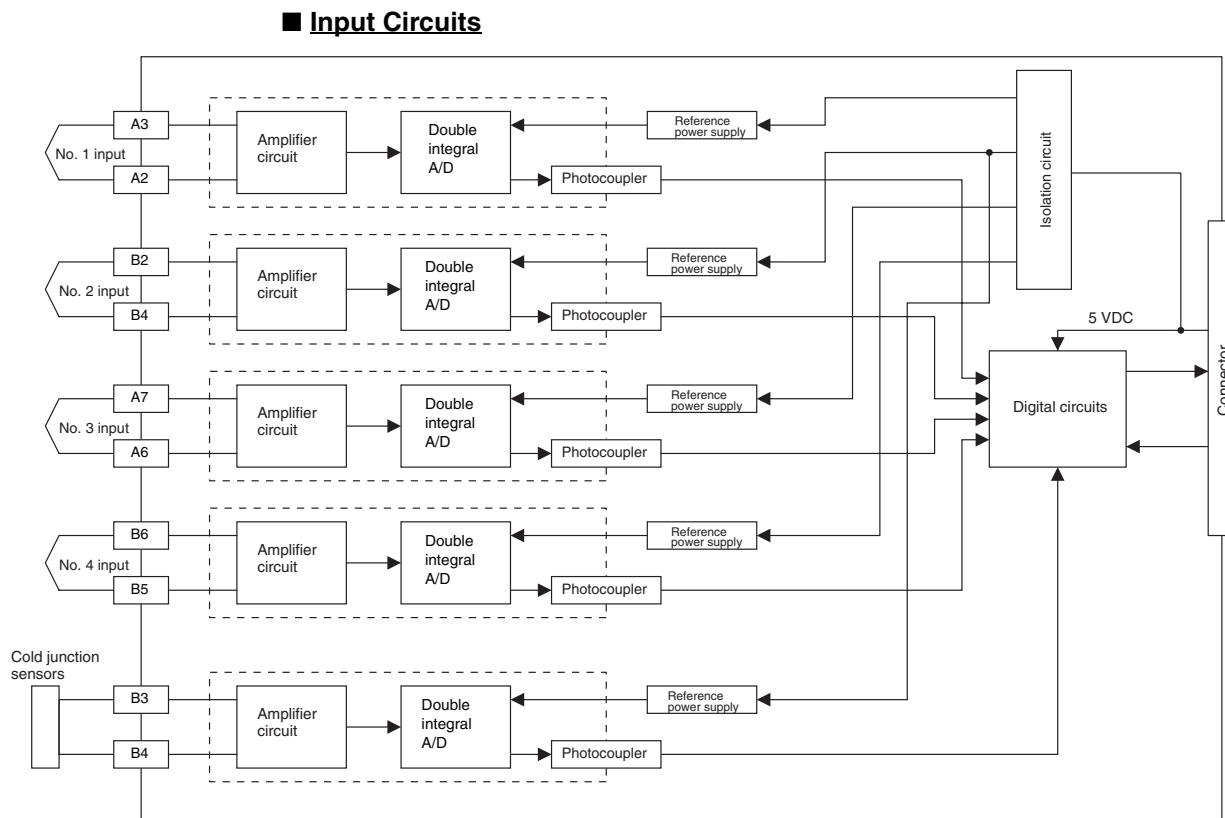 ■ Input Circuits
A3
No. 1 input
A2
Amplifier
circuit
Double
integral
A/D
Reference
power supply
Photocoupler
Isolation circuit
B2
No. 2 input
B4
Amplifier
circuit
Double
integral
A/D
Reference
power supply
Photocoupler
5 VDC
Connector
A7
No. 3 input
A6
Amplifier
circuit
Double
integral
A/D
Reference
power supply
Photocoupler
Digital circuits
B6
No. 4 input
B5
Amplifier
circuit
Double
integral
A/D
Reference
power supply
Photocoupler
Cold junction
sensors
B3
B4
Amplifier
circuit
Double
integral
A/D
Reference
power supply
Photocoupler